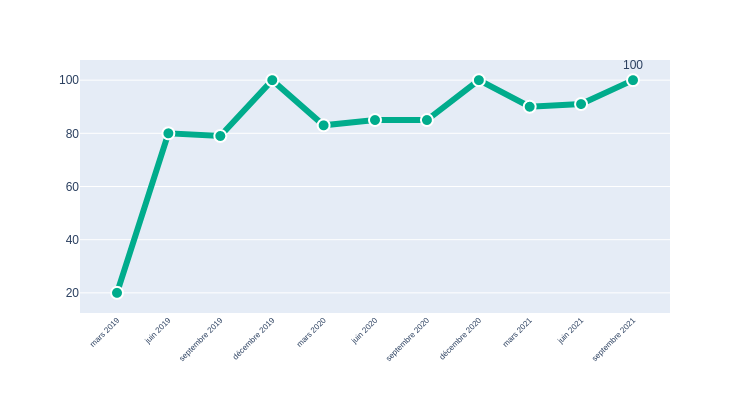 100
100
80
60
40
20
mars 2019
juin 2019
septembre 2019
décembre 2019
mars 2020
juin 2020
septembre 2020
décembre 2020
mars 2021
juin 2021
septembre 2021